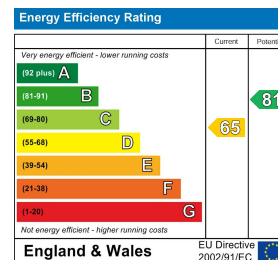 Energy Efficiency Rating
Current
Very energy efficient - lower running costs
(92 plus) A
(81-91) B
(69-80) C
(55-68) D
(39-54) E
(21-38) F
(1-20) G
65
81
Not energy efficient - higher running costs
England & Wales
EU Directive
2002/91/EC